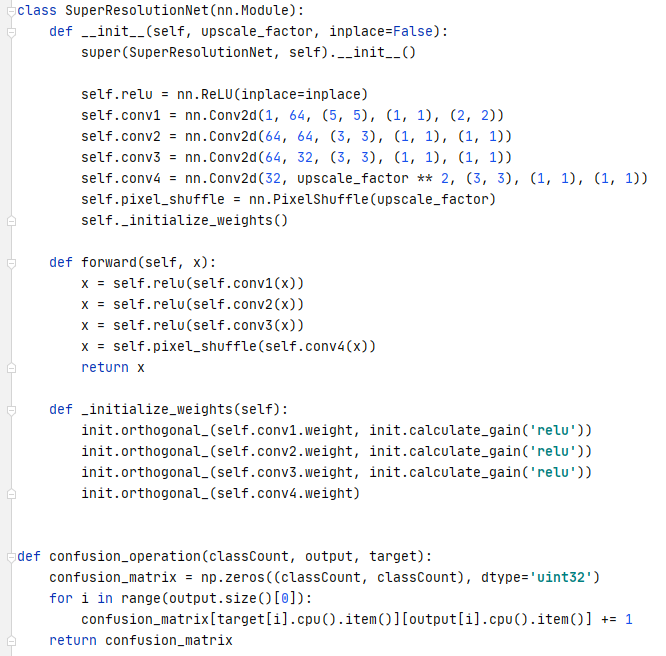 class SuperResolutionNet(nn.Module):
    def __init__(self, upscale_factor, inplace=False):
        super(SuperResolutionNet, self).__init__()

        self.relu = nn.ReLU(inplace=inplace)
        self.conv1 = nn.Conv2d(1, 64, (5, 5), (1, 1), (2, 2))
        self.conv2 = nn.Conv2d(64, 64, (3, 3), (1, 1), (1, 1))
        self.conv3 = nn.Conv2d(64, 32, (3, 3), (1, 1), (1, 1))
        self.conv4 = nn.Conv2d(32, upscale_factor ** 2, (3, 3), (1, 1), (1, 1))
        self.pixel_shuffle = nn.PixelShuffle(upscale_factor)
        self._initialize_weights()

    def forward(self, x):
        x = self.relu(self.conv1(x))
        x = self.relu(self.conv2(x))
        x = self.relu(self.conv3(x))
        x = self.pixel_shuffle(self.conv4(x))
        return x

    def _initialize_weights(self):
        init.orthogonal_(self.conv1.weight, init.calculate_gain('relu'))
        init.orthogonal_(self.conv2.weight, init.calculate_gain('relu'))
        init.orthogonal_(self.conv3.weight, init.calculate_gain('relu'))
        init.orthogonal_(self.conv4.weight)


def confusion_operation(classCount, output, target):
    confusion_matrix = np.zeros((classCount, classCount), dtype='uint32')
    for i in range(output.size()[0]):
        confusion_matrix[target[i].cpu().item()][output[i].cpu().item()] += 1
    return confusion_matrix